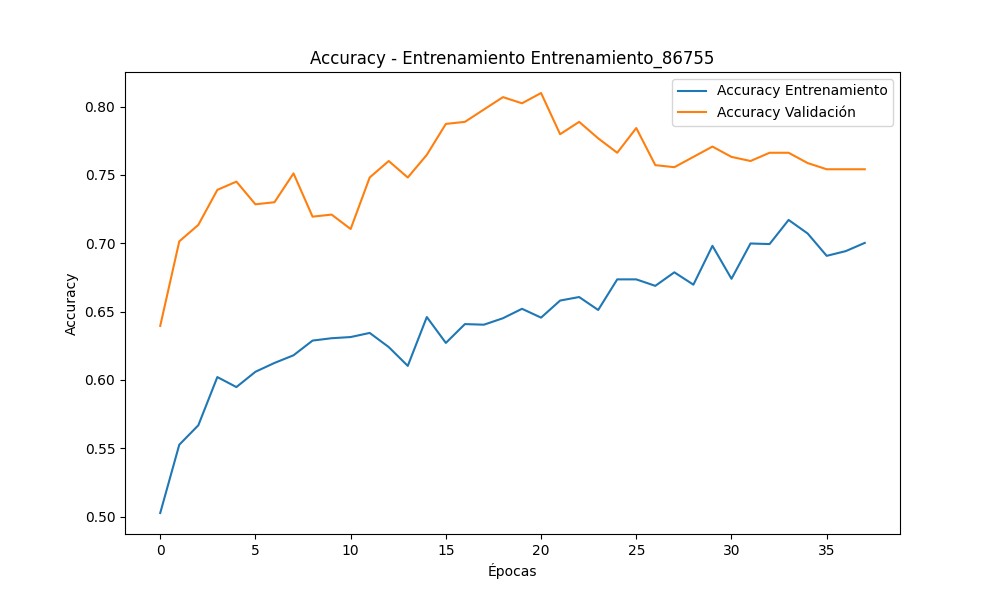 Accuracy - Entrenamiento Entrenamiento_86755
Accuracy Entrenamiento
Accuracy Validación
0.80
0.75
0.70
0.65
0.60
0.55
0.50
Accuracy
0 5 10 15 20 25 30 35
Épocas